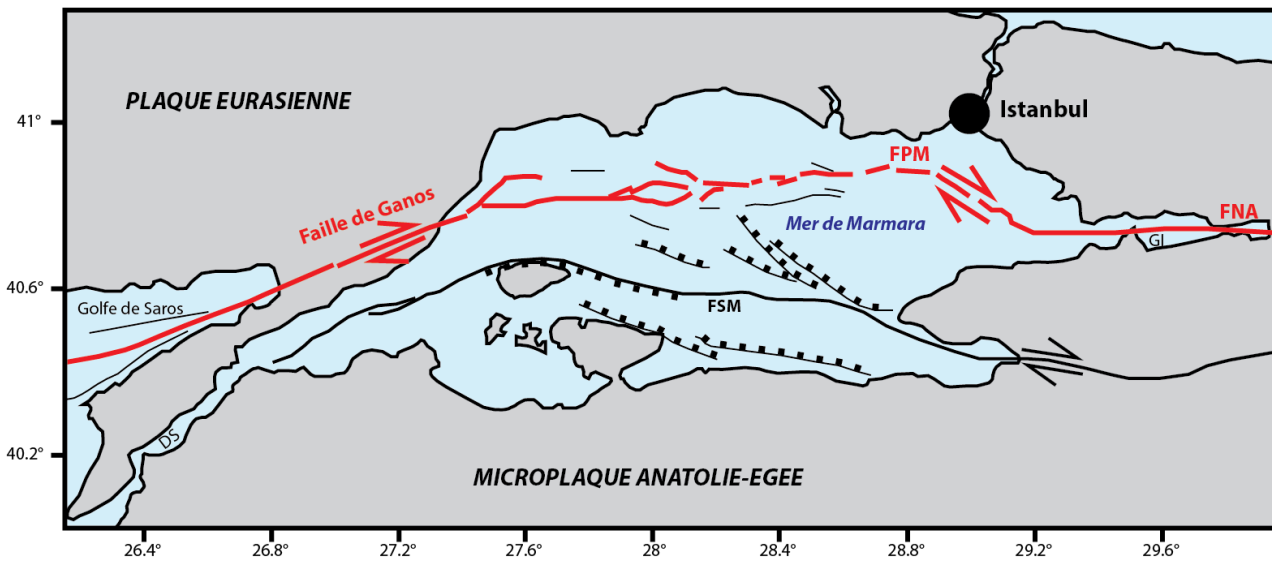 PLAQUE EURASIENNE
Istanbul
41°
FPM
Faille de Ganos
FNA
Mer de Marmara
GI
40.6°
Golfe de Saros
FSM
DS
40.2°
MICROPLAQUE ANATOLIE-EGEE
26.4° 26.8° 27.2° 27.6° 28° 28.4° 28.8° 29.2° 29.6°